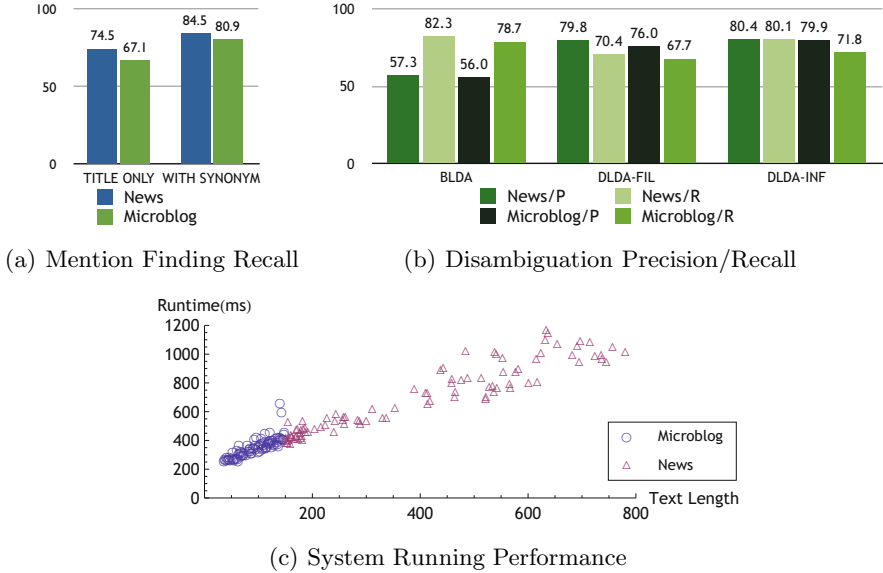 100
84.5
80.9
74.5
67.1
50
0
TITLE ONLY WITH SYNONYM
News
Microblog
(a) Mention Finding Recall
100
82.3
78.7
79.8
76.0
80.4 80.1 79.9
70.4
67.7
71.8
57.3
56.0
50
0
BLDA DLDA-FIL DLDA-INF
News/P News/R
Microblog/P Microblog/R
(b) Disambiguation Precision/Recall
Runtime(ms)
1200
1000
800
600
400
200
0
Microblog
News
Text Length
200 400 600 800
(c) System Running Performance